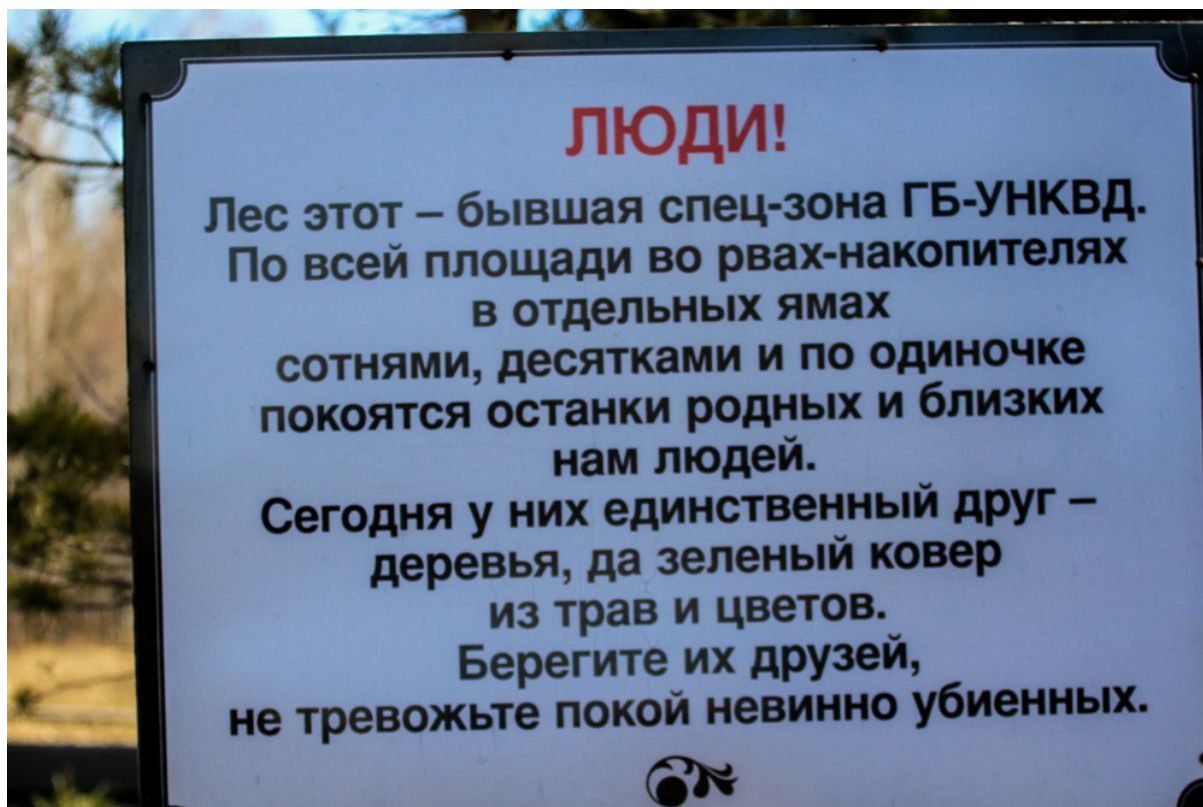 ЛЮДИ!
Лес этот – бывшая спец-зона ГБ-УНКВД.
По всей площади во рвах-накопителях
в отдельных ямах
сотнями, десятками и по одиночке
покоятся останки родных и близких
нам людей.
Сегодня у них единственный друг –
деревья, да зеленый ковер
из трав и цветов.
Берегите их друзей,
не тревожьте покой невинно убиенных.